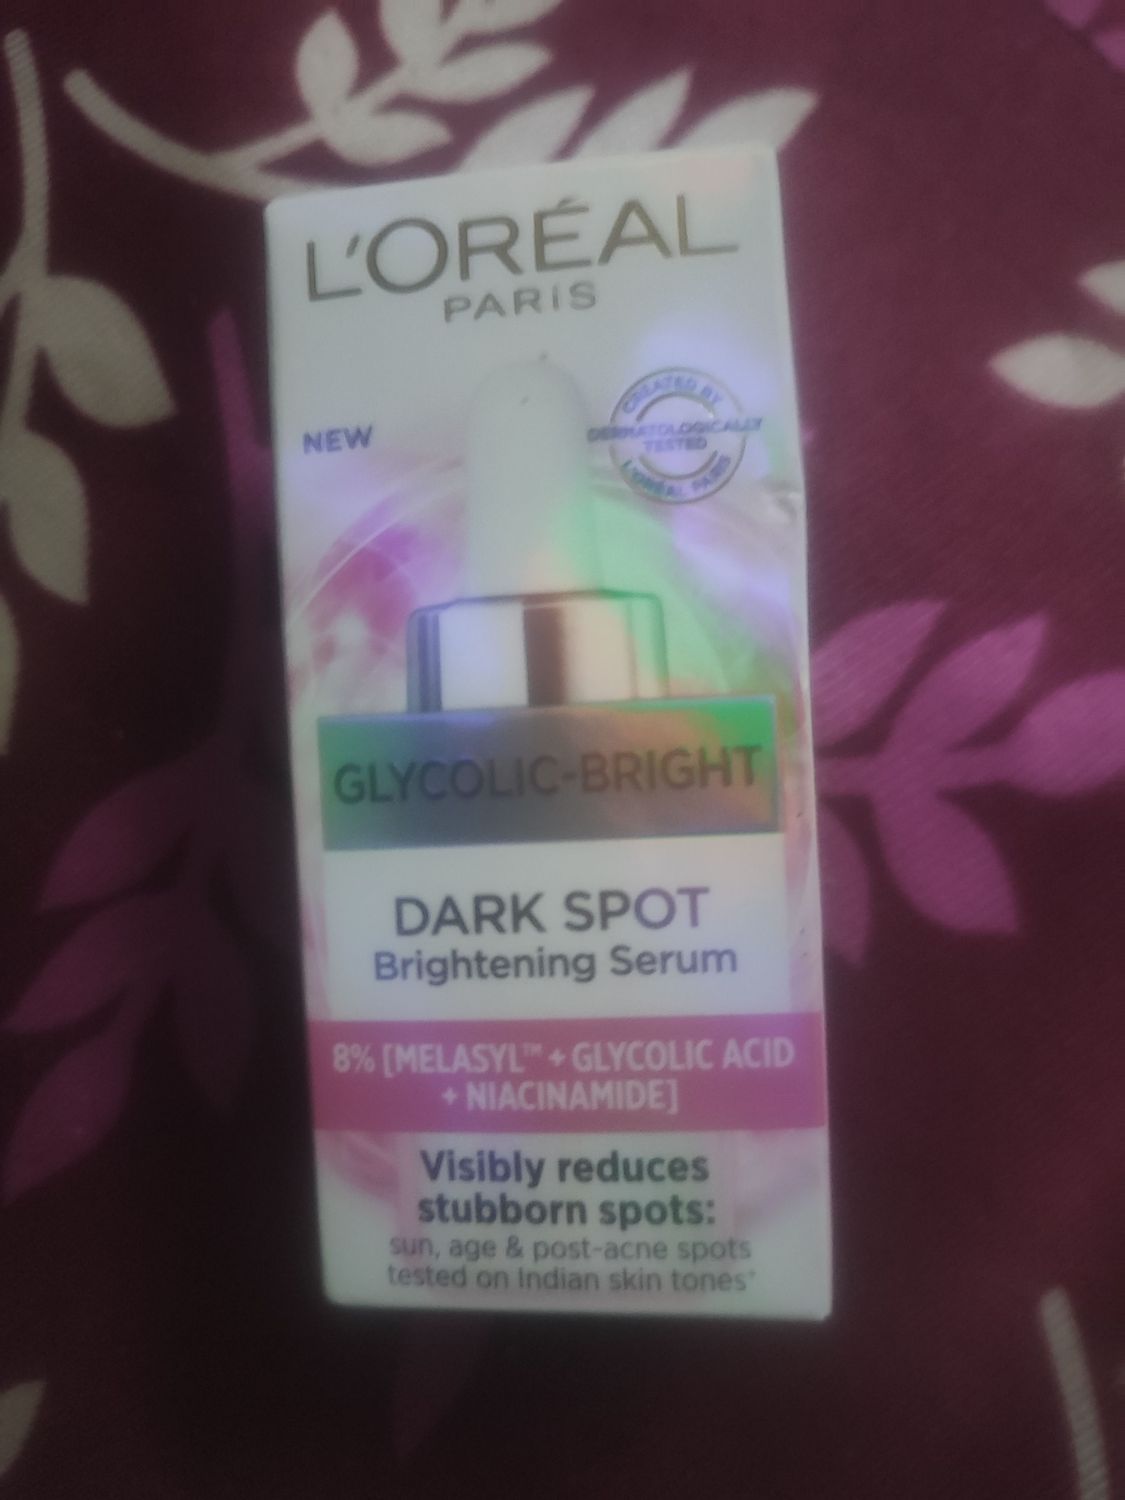 L'ORÉAL
PARIS
NEW
CREATED BY
DERMATOLOGICALLY
TESTED
L'ORÉAL PARIS
GLYCOLIC-BRIGHT
DARK SPOT
Brightening Serum
8% [MELASYL™ + GLYCOLIC ACID
+ NIACINAMIDE]
Visibly reduces
stubborn spots:
sun, age & post-acne spots
tested on Indian skin tones*